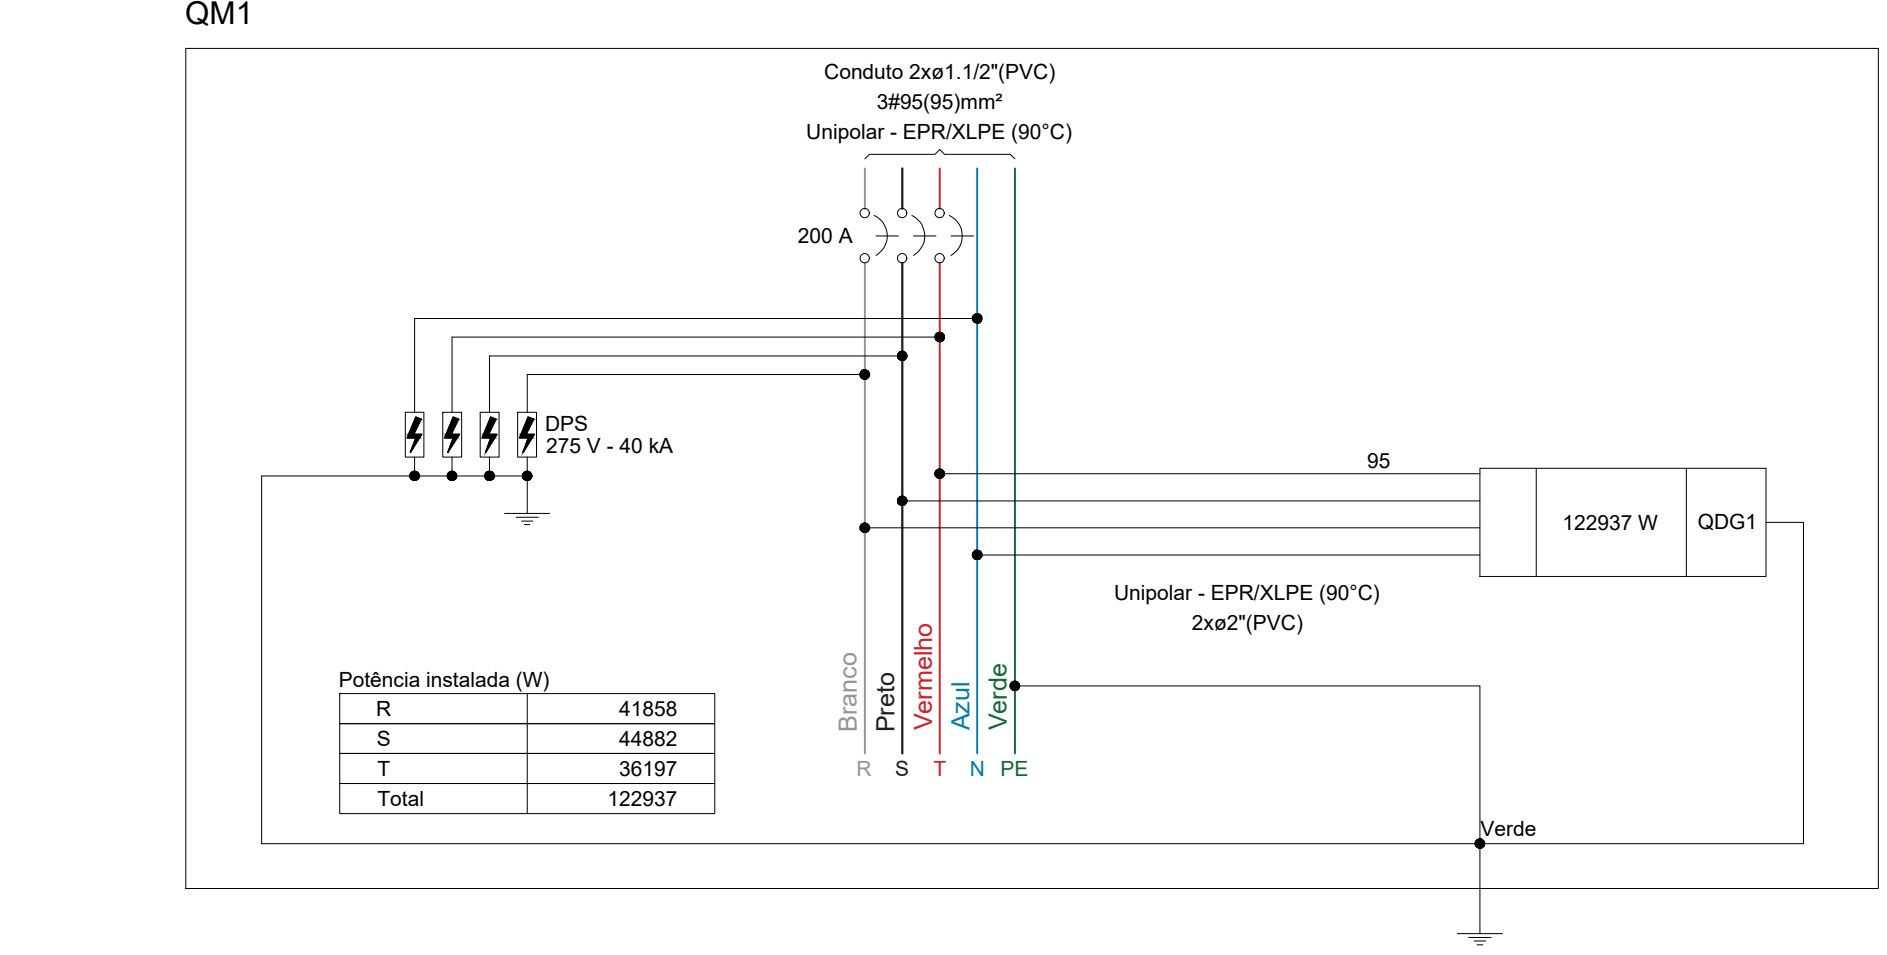 QM1
Conduto 2xø1.1/2"(PVC)
3#95(95)mm²
Unipolar - EPR/XLPE (90°C)
200 A
DPS
275 V - 40 kA
95
122937 W QDG1
Unipolar - EPR/XLPE (90°C)
2xø2"(PVC)
Branco
Preto
Vermelho
Azul
Verde
R S T N PE
Potência instalada (W)
R 41858
S 44882
T 36197
Total 122937
Verde